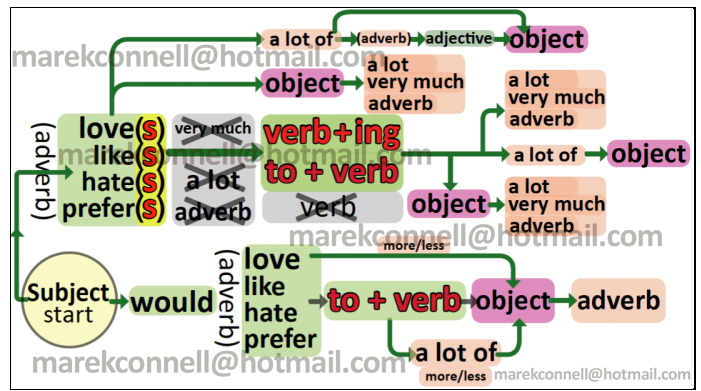 a lot of (adverb) adjective object
marekconnell@hotmail.com
object
a lot
very much
adverb
a lot
very much
adverb
(adverb)
love(s)
like(s)
hate(s)
prefer(s)
very much
a lot
adverb
verb+ing
to + verb
verb
marekconnell@hotmail.com
a lot of object
object
a lot
very much
adverb
marekconnell@hotmail.com
more/less
Subject
start
would
(adverb)
love
like
hate
prefer
to + verb
object
adverb
a lot of
more/less
marekconnell@hotmail.com
marekconnell@hotmail.com